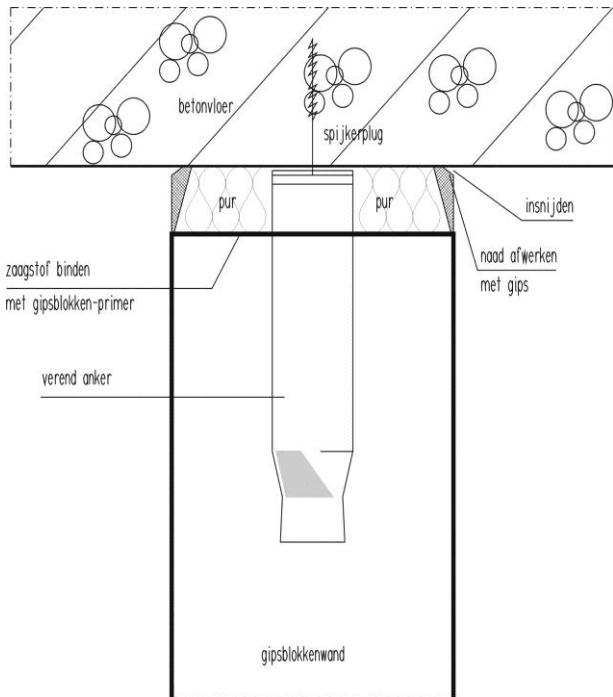 betonvloer
spijkerplug
pur
pur
insnijden
naad afwerken
met gips
zaagstof binden
met gipsblokken-primer
verend anker
gipsblokkenwand